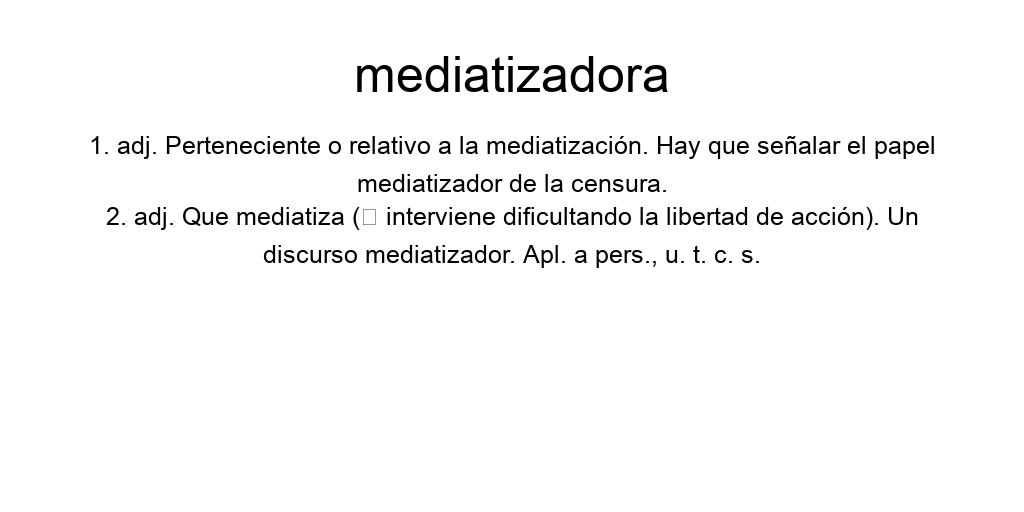 mediatizadora
1. adj. Perteneciente o relativo a la mediatización. Hay que señalar el papel
mediatizador de la censura.
2. adj. Que mediatiza (□ interviene dificultando la libertad de acción). Un
discurso mediatizador. Apl. a pers., u. t. c. s.